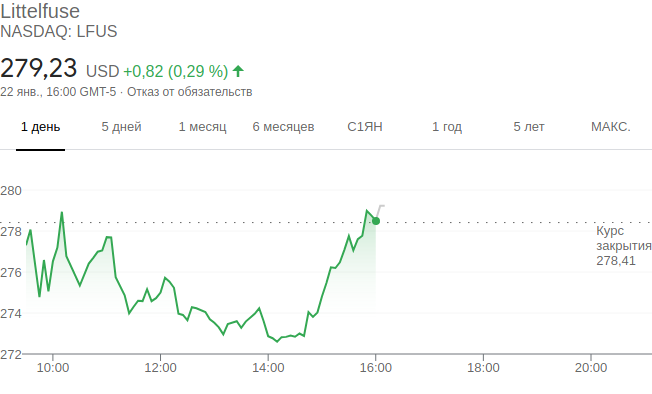 Littelfuse
NASDAQ: LFUS
279,23 USD +0,82 (0,29 %)
22 янв., 16:00 GMT-5 · Отказ от обязательств
1 день 5 дней 1 месяц 6 месяцев С1ЯН 1 год 5 лет МАКС.
280
278
Курс
закрытия
278,41
276
274
272
10:00 12:00 14:00 16:00 18:00 20:00